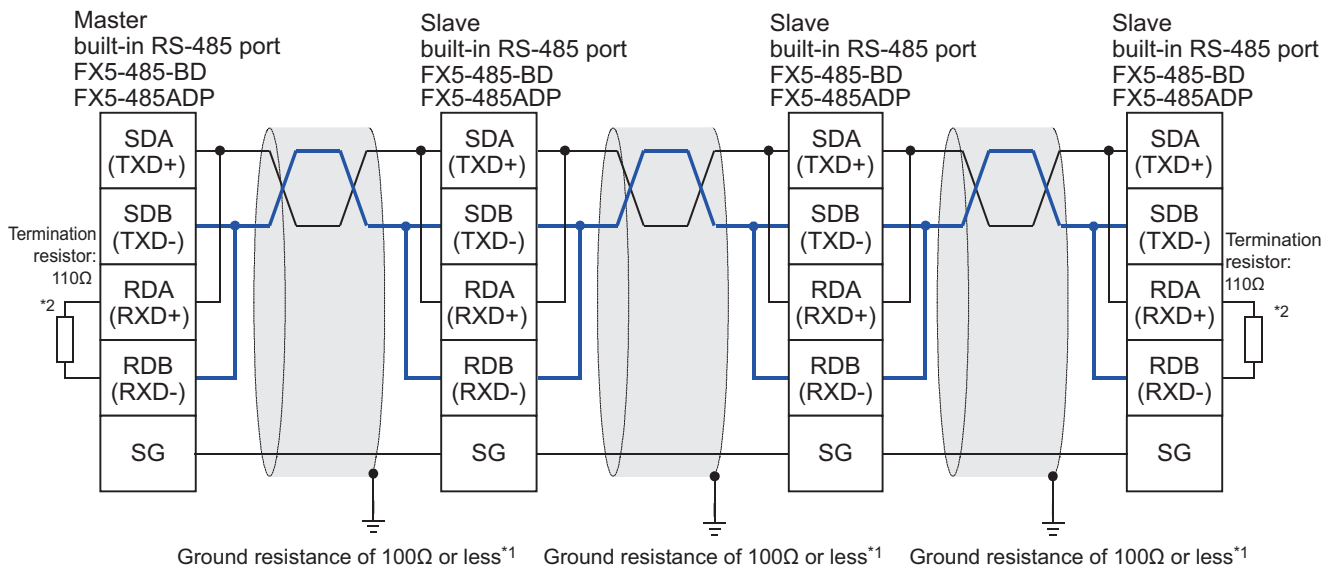 Master
built-in RS-485 port
FX5-485-BD
FX5-485ADP
Slave
built-in RS-485 port
FX5-485-BD
FX5-485ADP
Slave
built-in RS-485 port
FX5-485-BD
FX5-485ADP
Slave
built-in RS-485 port
FX5-485-BD
FX5-485ADP
SDA
(TXD+)
SDB
(TXD-)
RDA
(RXD+)
RDB
(RXD-)
SG
Termination
resistor:
110Ω
*2
SDA
(TXD+)
SDB
(TXD-)
RDA
(RXD+)
RDB
(RXD-)
SG
SDA
(TXD+)
SDB
(TXD-)
RDA
(RXD+)
RDB
(RXD-)
SG
SDA
(TXD+)
SDB
(TXD-)
RDA
(RXD+)
RDB
(RXD-)
SG
Termination
resistor:
110Ω
*2
Ground resistance of 100Ω or less*1
Ground resistance of 100Ω or less*1
Ground resistance of 100Ω or less*1